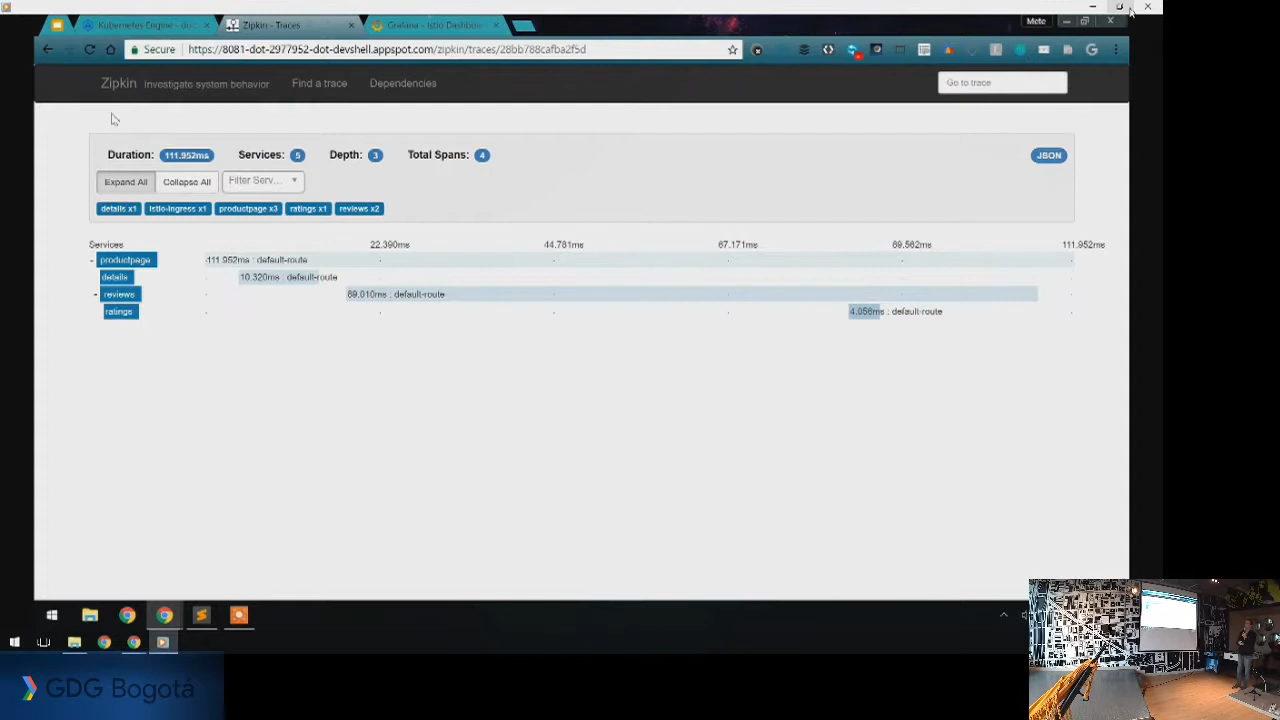 Kubernetes Engine - do
Zipkin - Traces
Grafana - Istio Dashboa
Mete
Secure
https://8081-dot-2977952-dot-devshell.appspot.com/zipkin/traces/28bb788cafba2f5d
Zipkin Investigate system behavior Find a trace Dependencies
Go to trace
Duration: 111.952ms Services: 5 Depth: 3 Total Spans: 4
JSON
Expand All Collapse All Filter Serv...
details x1 istio-ingress x1 productpage x3 ratings x1 reviews x2
Services 22.390ms 44.781ms 67.171ms 89.562ms 111.952ms
productpage 111.952ms : default-route
details 10.320ms : default-route
reviews 89.010ms : default-route
ratings 4.056ms : default-route
GDG Bogotá